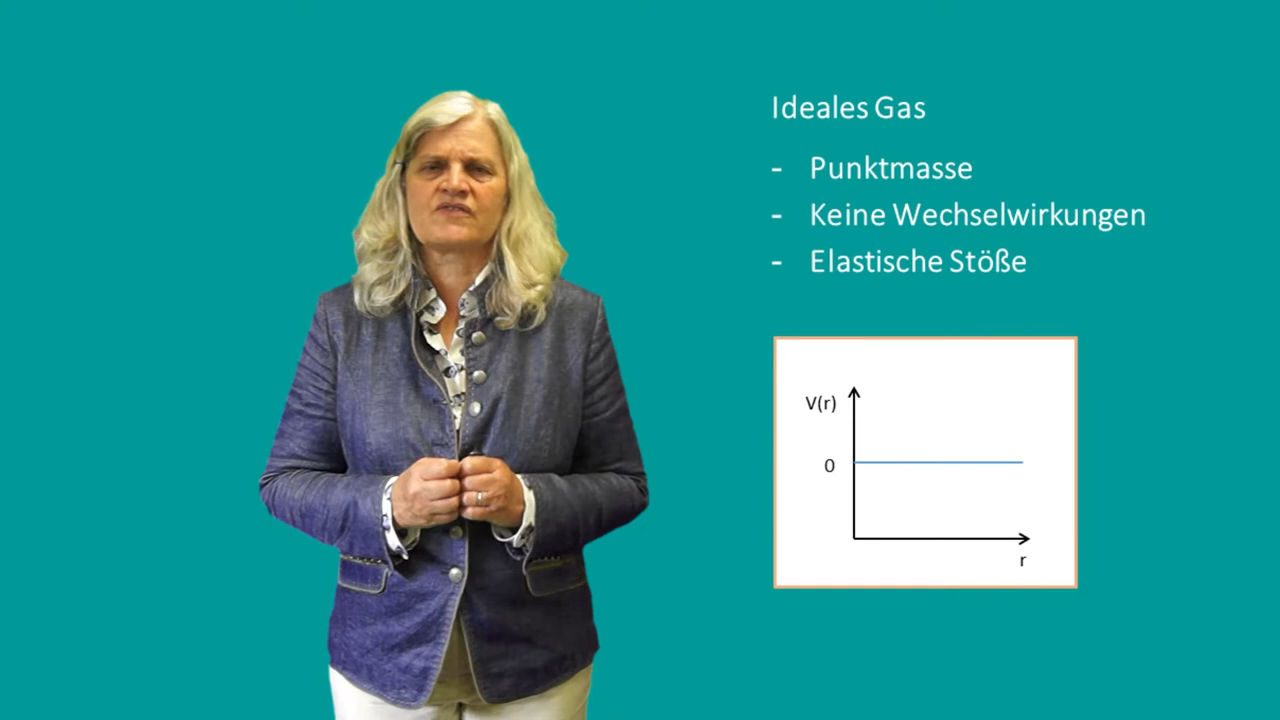 Ideales Gas
- Punktmasse
- Keine Wechselwirkungen
- Elastische Stöße
V(r)
0
r